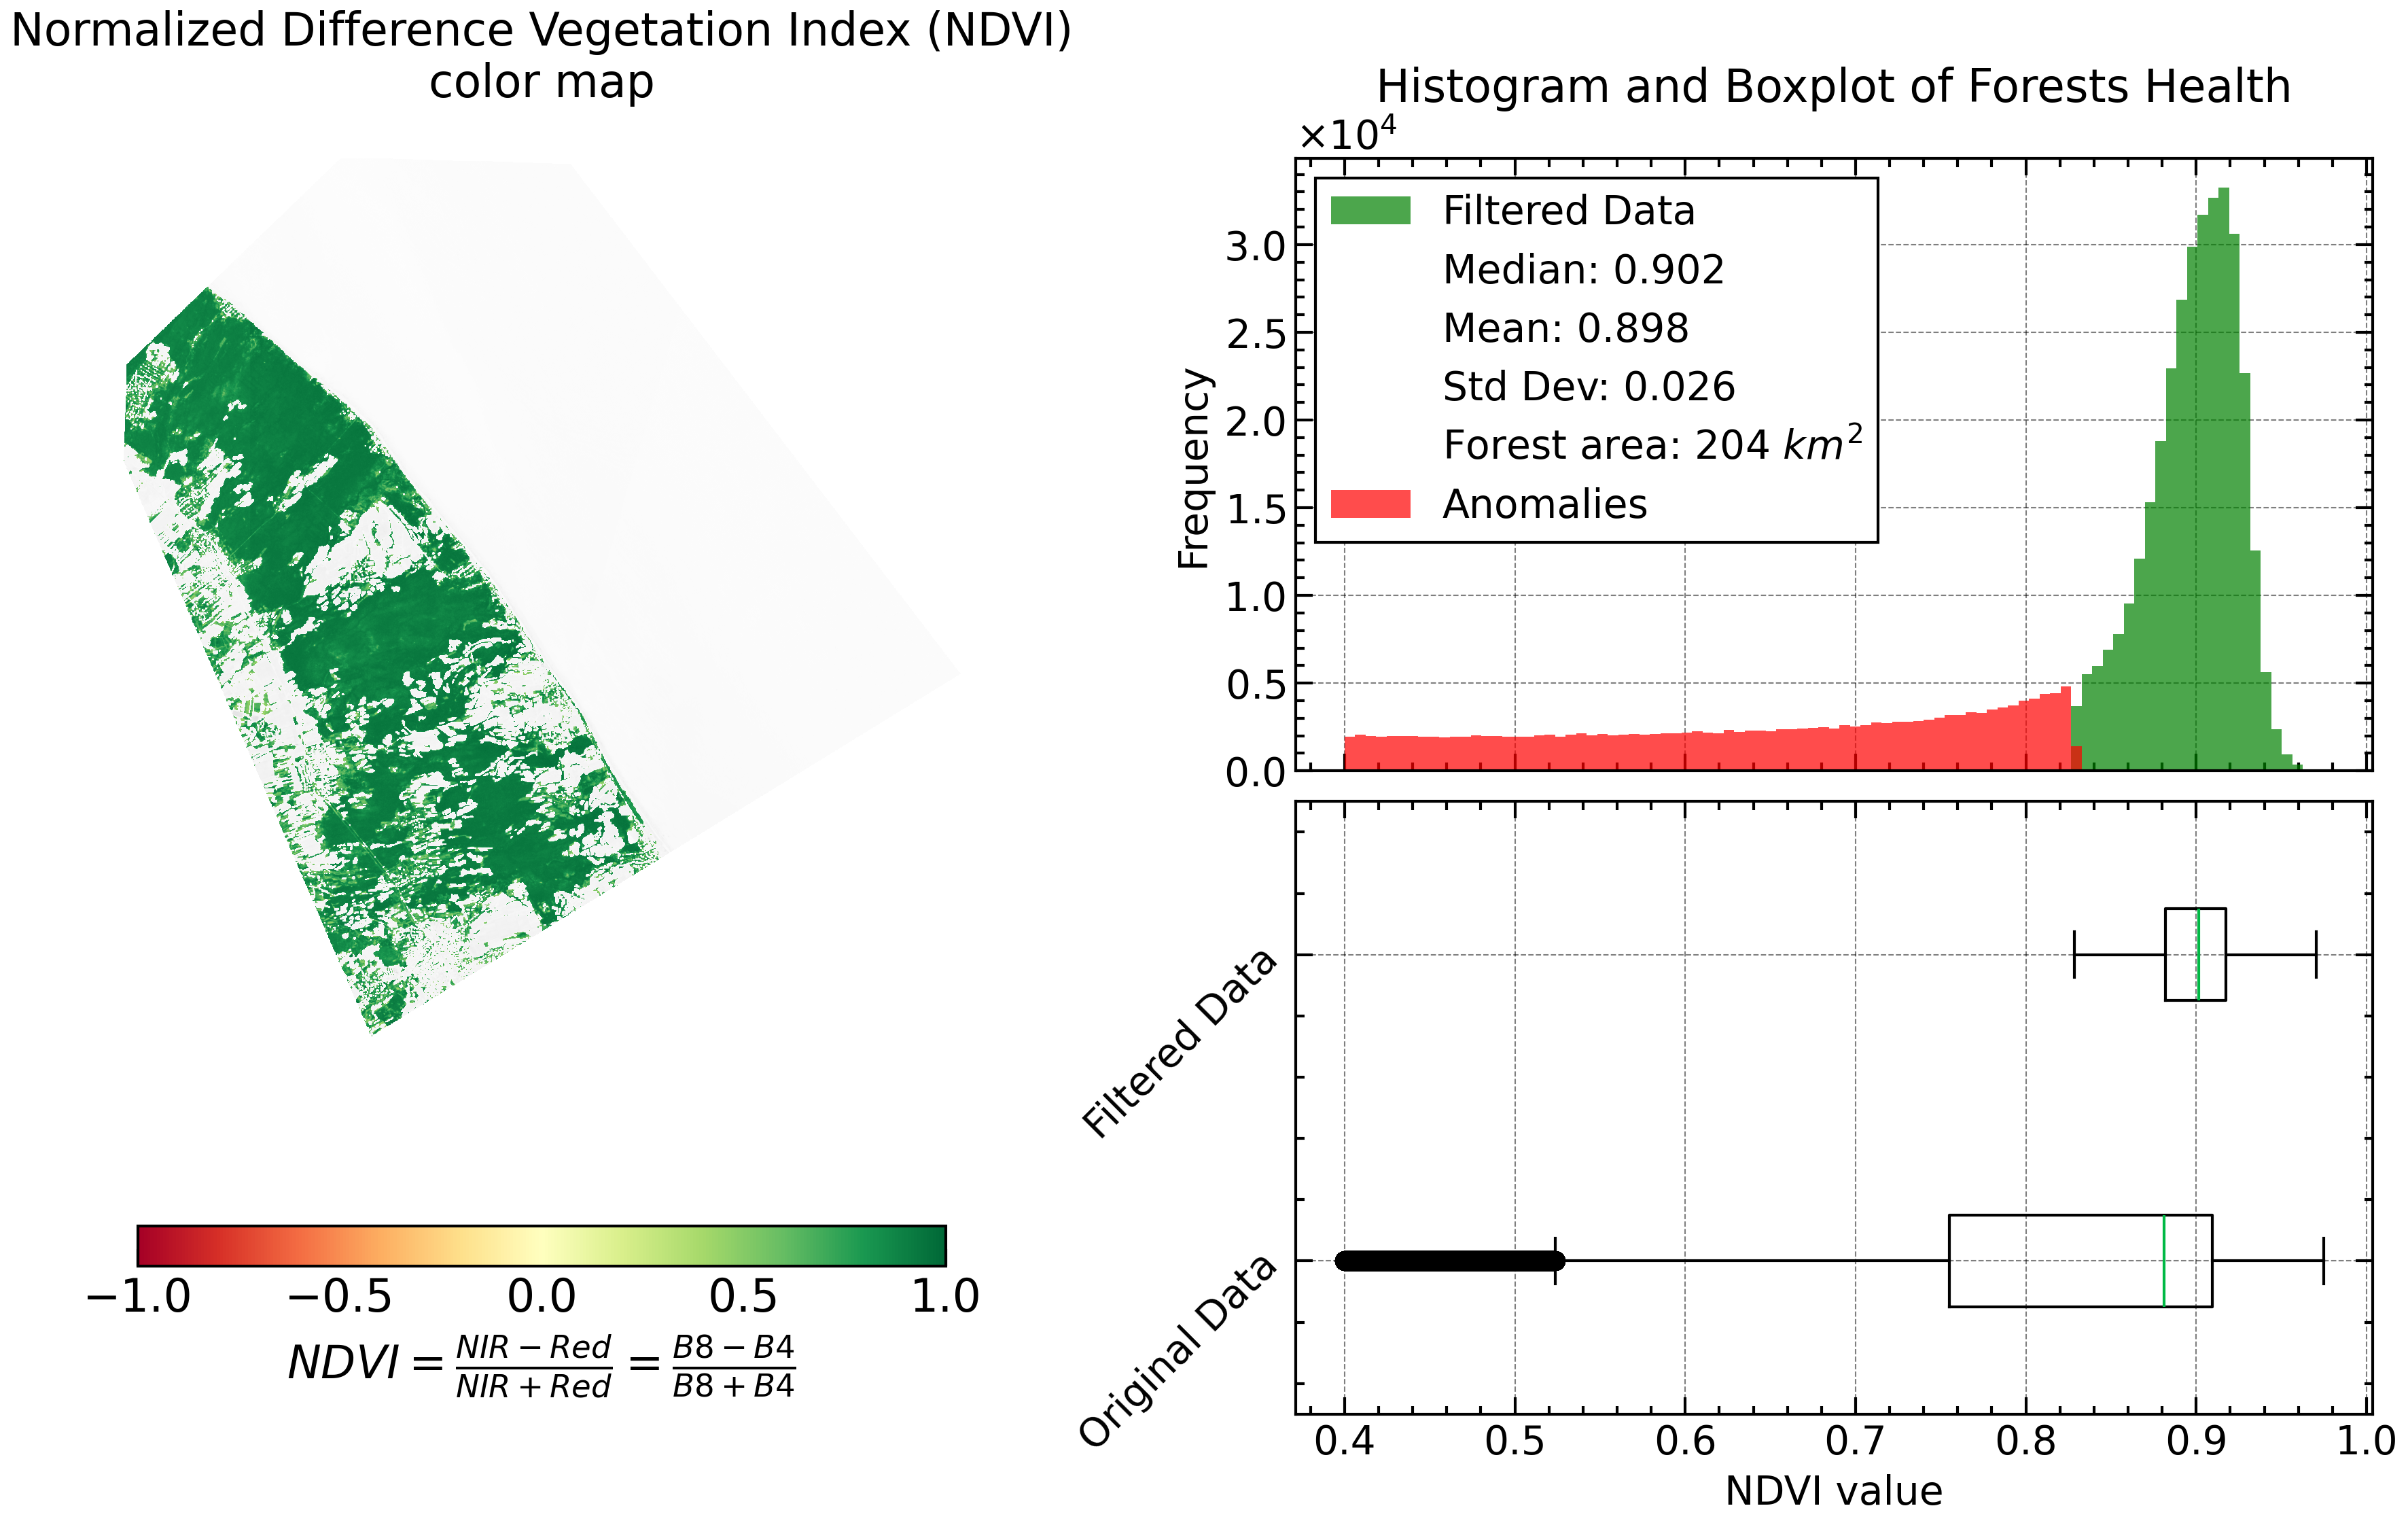 Normalized Difference Vegetation Index (NDVI)
color map
−1.0 −0.5 0.0 0.5 1.0
NDVI = \frac{NIR − Red}{NIR + Red} = \frac{B8 − B4}{B8 + B4}
Histogram and Boxplot of Forests Health
×10⁴
Frequency
3.0
2.5
2.0
1.5
1.0
0.5
0.0
Filtered Data
Median: 0.902
Mean: 0.898
Std Dev: 0.026
Forest area: 204 km²
Anomalies
Filtered Data
Original Data
0.4 0.5 0.6 0.7 0.8 0.9 1.0
NDVI value